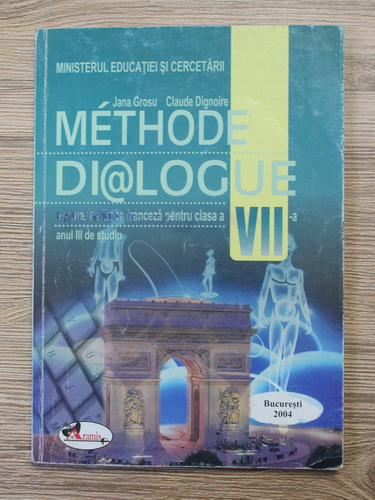 MINISTERUL EDUCAȚIEI ȘI CERCETĂRII
Jana Grosu Claude Dignoire
MÉTHODE
DI@LOGUE
franceză pentru clasa a VII-a
anul III de studiu
București
2004
Aramis